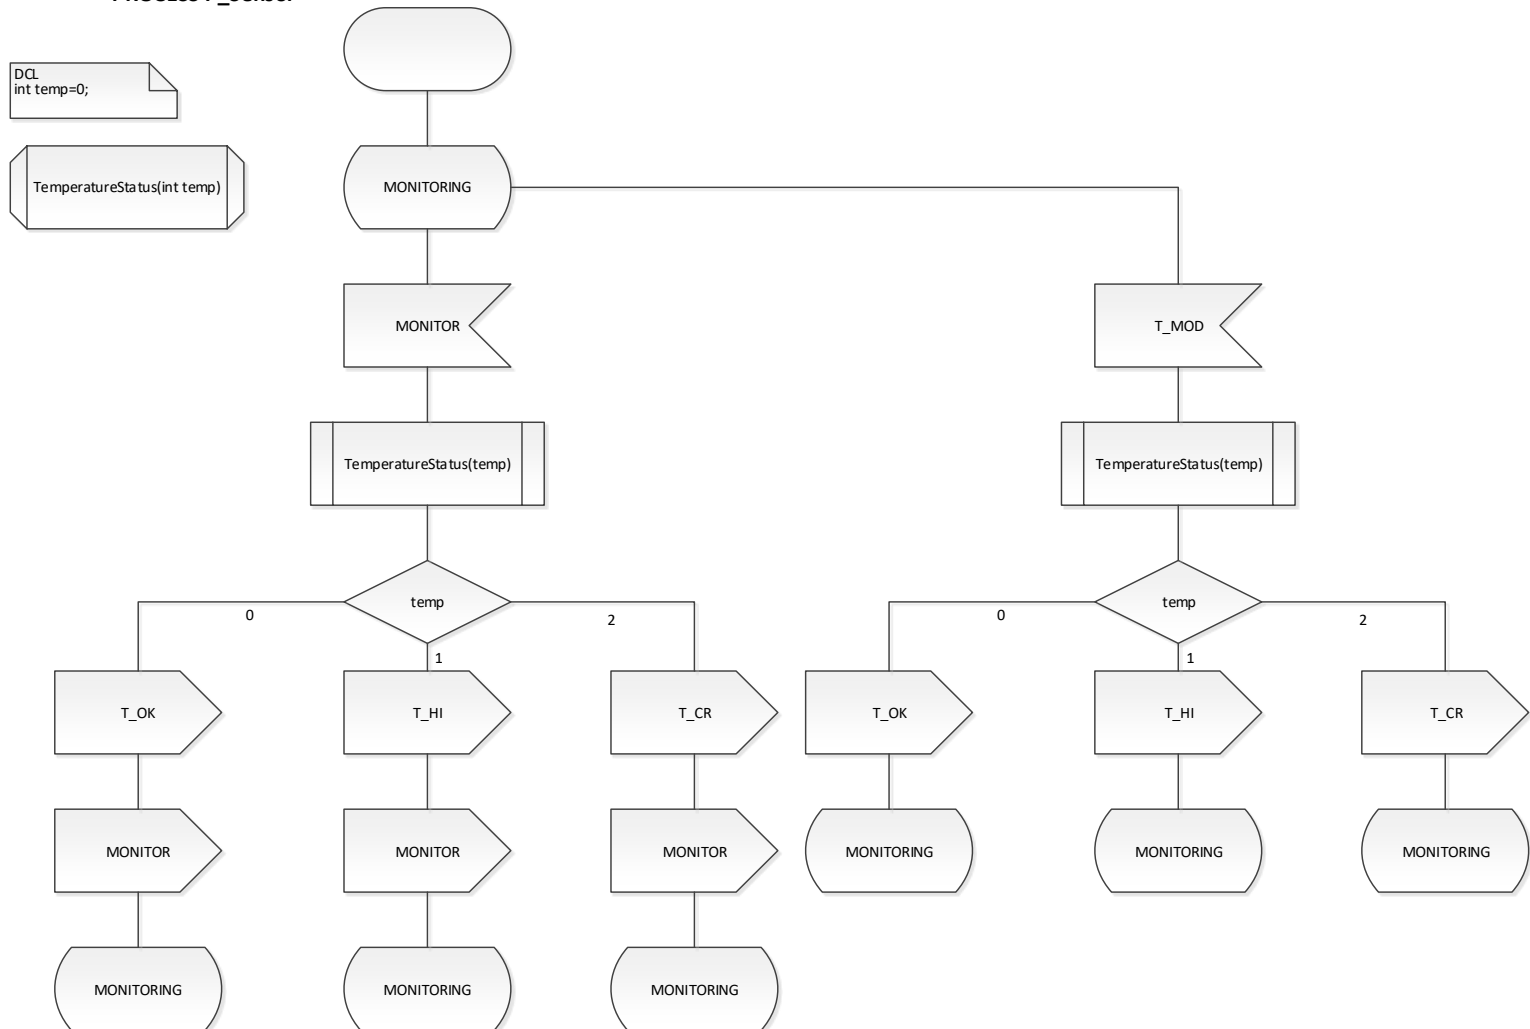 DCL
int temp=0;
TemperatureStatus(int temp)
MONITORING
MONITOR
T_MOD
TemperatureStatus(temp)
TemperatureStatus(temp)
temp
temp
0
2
0
2
1
1
T_OK
T_HI
T_CR
T_OK
T_HI
T_CR
MONITOR
MONITOR
MONITOR
MONITORING
MONITORING
MONITORING
MONITORING
MONITORING
MONITORING